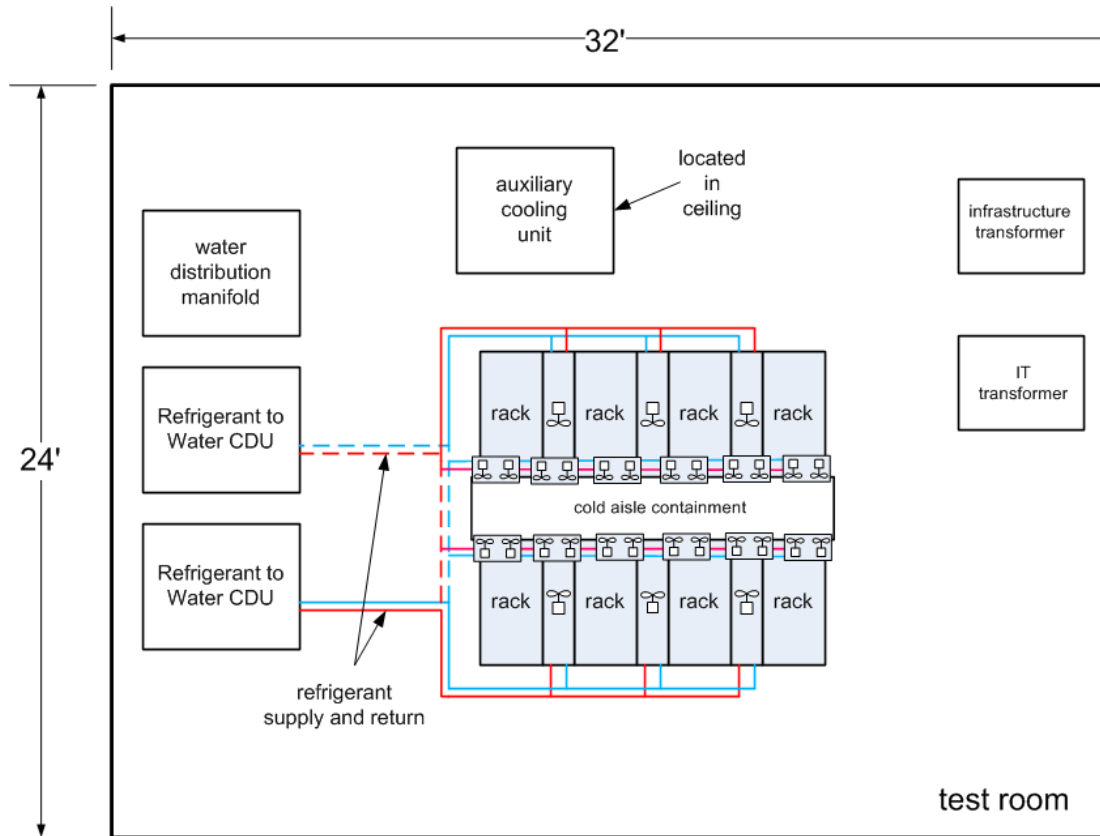 32'
24'
auxiliary
cooling
unit
located
in
ceiling
infrastructure
transformer
water
distribution
manifold
IT
transformer
Refrigerant to
Water CDU
Refrigerant to
Water CDU
rack
rack
rack
rack
cold aisle containment
rack
rack
rack
rack
refrigerant
supply and return
test room